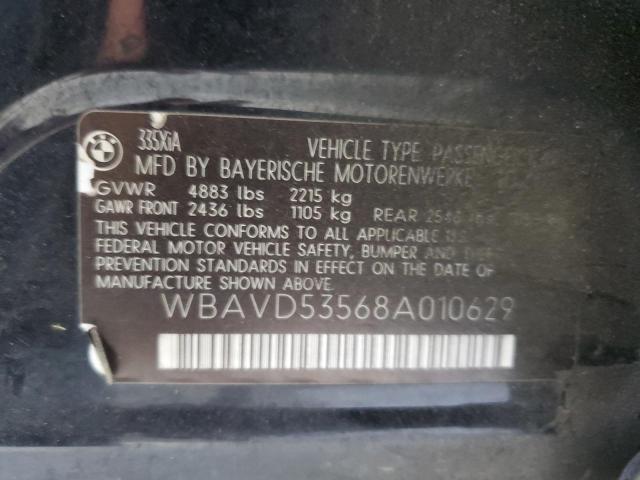 BMW
335XiA
VEHICLE TYPE PASSENGER
MFD BY BAYERISCHE MOTORENWERKE
GVWR 4883 lbs 2215 kg
GAWR FRONT 2436 lbs 1105 kg REAR
THIS VEHICLE CONFORMS TO ALL APPLICABLE U.S.
FEDERAL MOTOR VEHICLE SAFETY, BUMPER AND
PREVENTION STANDARDS IN EFFECT ON THE DATE OF
MANUFACTURE SHOWN ABOVE.
WBAVD53568A010629